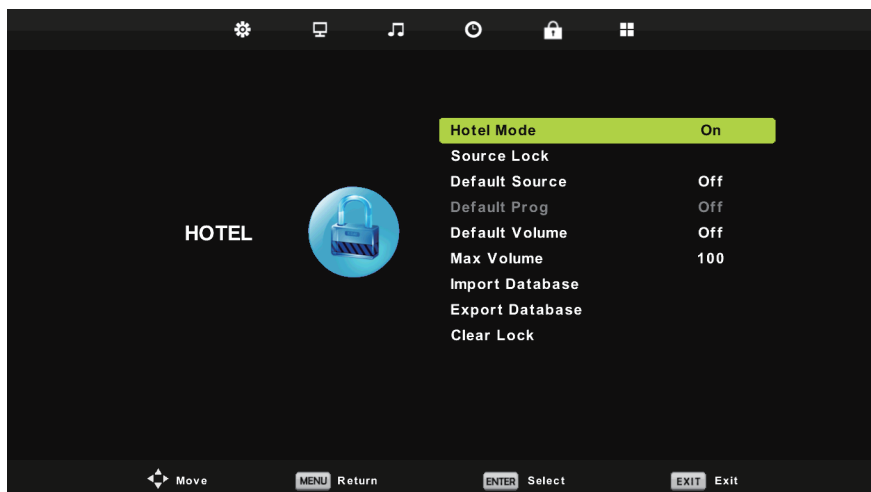 Hotel Mode On
Source Lock
Default Source Off
Default Prog Off
HOTEL
Default Volume Off
Max Volume 100
Import Database
Export Database
Clear Lock
Move MENU Return ENTER Select EXIT Exit